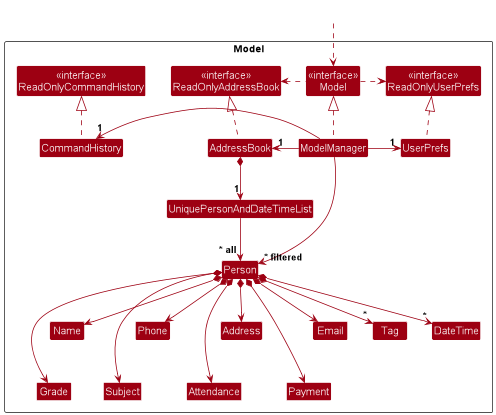 Model
«interface»
ReadOnlyCommandHistory
«interface»
ReadOnlyAddressBook
«interface»
Model
«interface»
ReadOnlyUserPrefs
1
1
1
CommandHistory
AddressBook
ModelManager
UserPrefs
1
UniquePersonAndDateTimeList
* all
* filtered
Person
*
*
Name
Phone
Address
Email
Tag
DateTime
Grade
Subject
Attendance
Payment